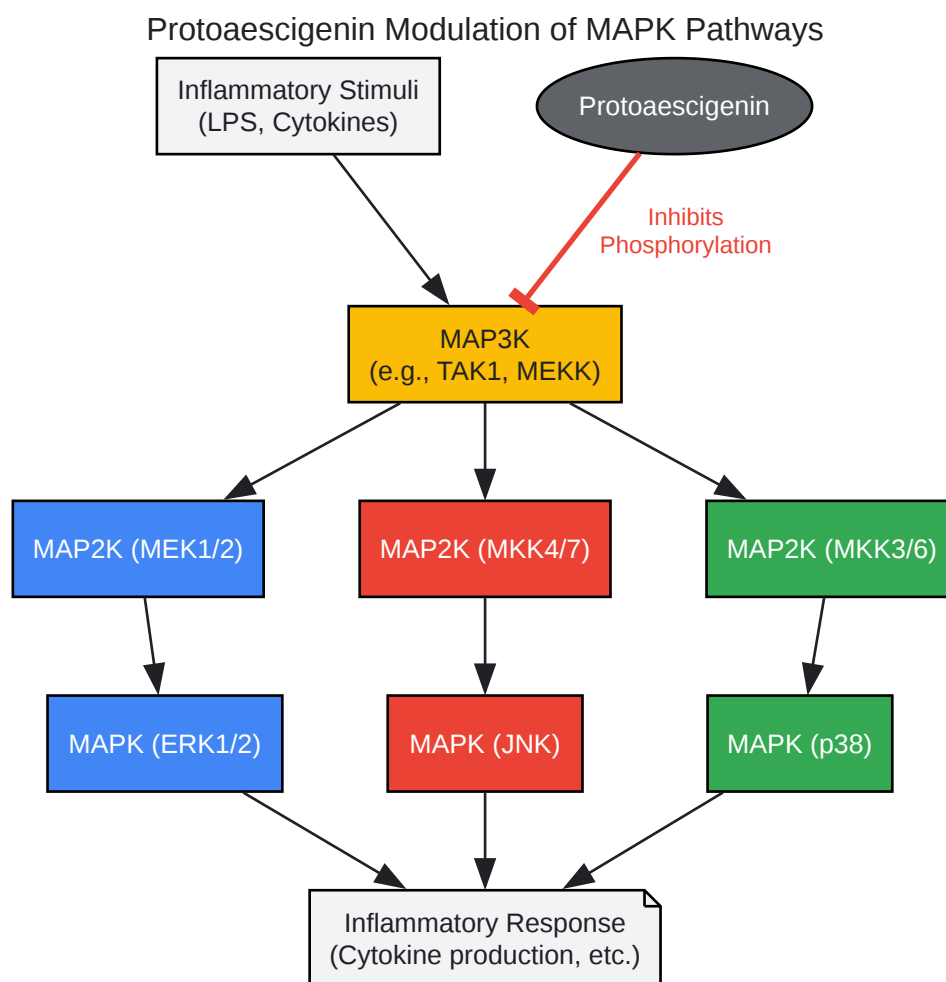 Protoaescigenin Modulation of MAPK Pathways
Inflammatory Stimuli
(LPS, Cytokines)
Protoaescigenin
Inhibits
Phosphorylation
MAP3K
(e.g., TAK1, MEKK)
MAP2K (MEK1/2)
MAP2K (MKK4/7)
MAP2K (MKK3/6)
MAPK (ERK1/2)
MAPK (JNK)
MAPK (p38)
Inflammatory Response
(Cytokine production, etc.)